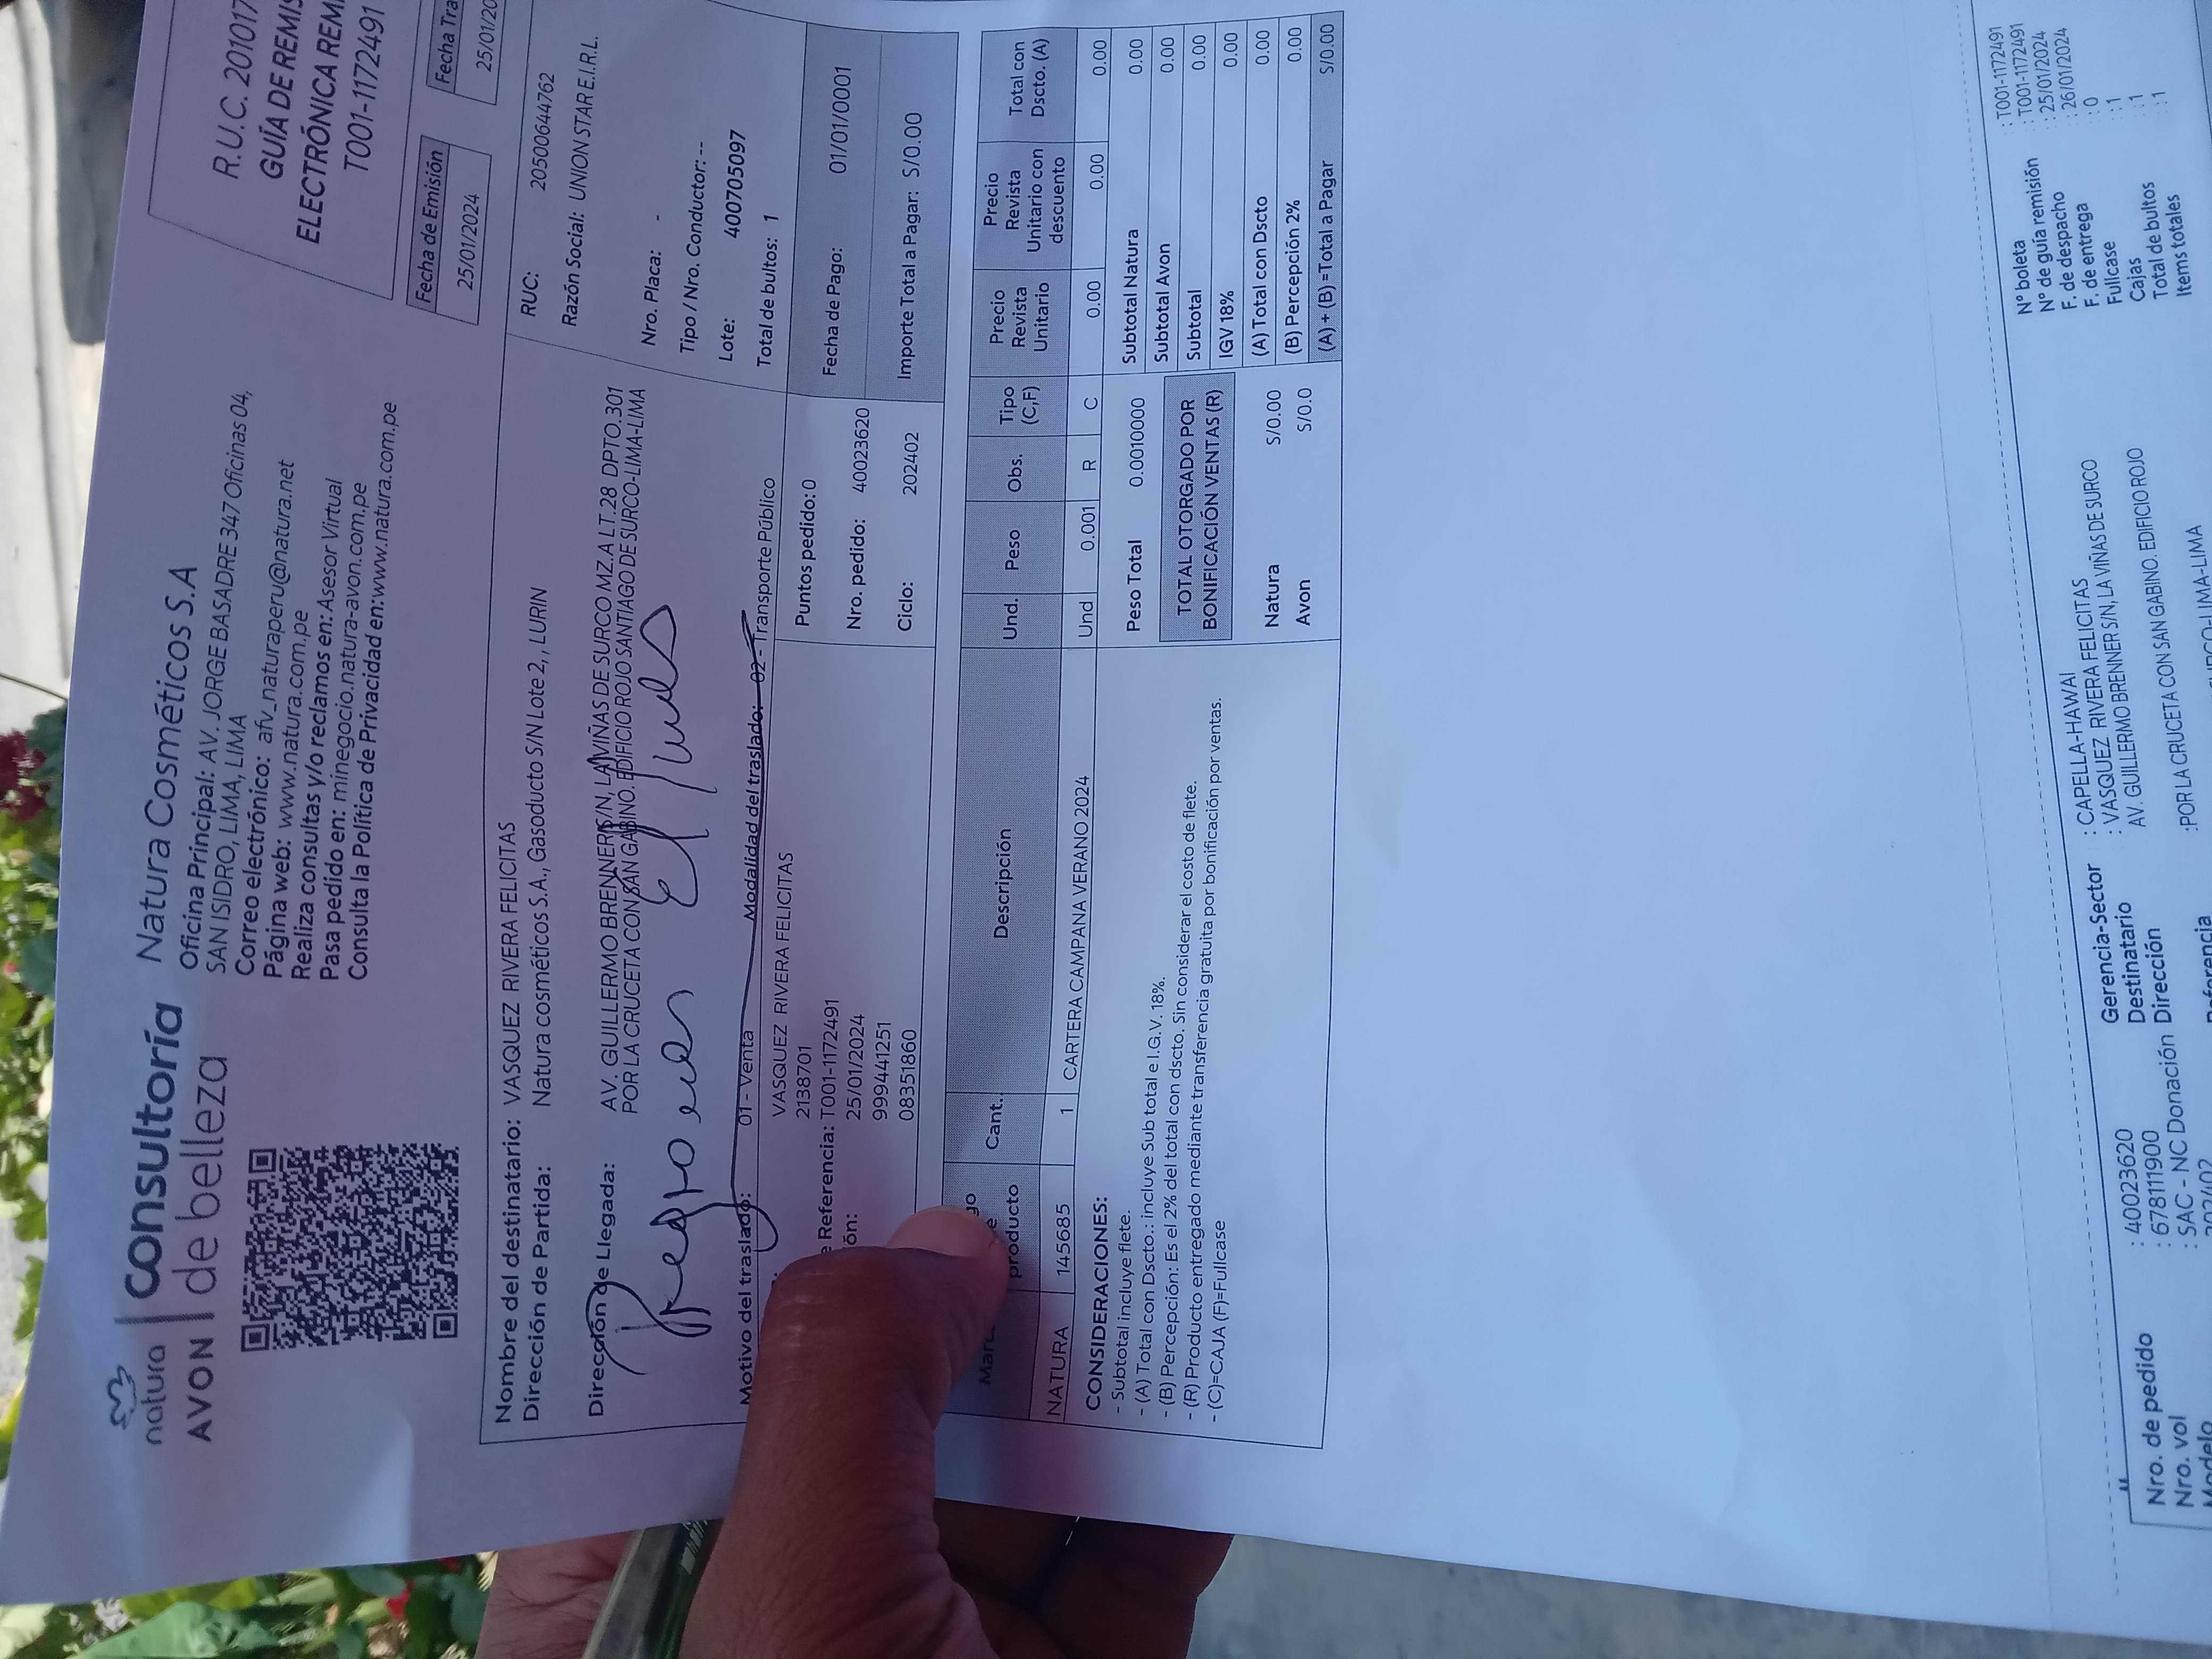 natura
AVON
Consultoría
de belleza
Natura Cosméticos S.A
Oficina Principal: AV. JORGE BASADRE 347 Oficinas 04,
SAN ISIDRO, LIMA, LIMA
Correo electrónico: afv_naturaperu@natura.net
Página web: www.natura.com.pe
Realiza consultas y/o reclamos en: Asesor Virtual
Pasa pedido en: minegocio.natura-avon.com.pe
Consulta la Política de Privacidad en:www.natura.com.pe
R.U.C. 201017
GUÍA DE REMIS
ELECTRÓNICA REMI
T001-1172491
Fecha de Emisión
25/01/2024
Fecha Tra
25/01/20
Nombre del destinatario: VASQUEZ RIVERA FELICITAS
Dirección de Partida: Natura cosméticos S.A., Gasoducto S/N Lote 2, , LURIN
Dirección de Llegada: AV. GUILLERMO BRENNER S/N, LA VIÑAS DE SURCO MZ.A LT.28 DPTO.301
POR LA CRUCETA CON SAN GABINO. EDIFICIO ROJO SANTIAGO DE SURCO-LIMA-LIMA
RUC: 20500644762
Razón Social: UNION STAR E.I.R.L.
Nro. Placa: -
Tipo / Nro. Conductor: --
Lote: 400705097
Total de bultos: 1
Motivo del traslado: 01 - Venta Modalidad del traslado: 02 - Transporte Público
VASQUEZ RIVERA FELICITAS
2138701
e Referencia: T001-1172491
ón: 25/01/2024
999441251
08351860
Puntos pedido: 0
Nro. pedido: 40023620
Ciclo: 202402
Fecha de Pago: 01/01/0001
Importe Total a Pagar: S/0.00
Marc go producto Cant. Descripción Und. Peso Obs. Tipo (C,F) Precio Revista Unitario Precio Revista Unitario con descuento Total con Dscto. (A)
NATURA 145685 1 CARTERA CAMPANA VERANO 2024 Und 0.001 R C 0.00 0.00 0.00
CONSIDERACIONES:
- Subtotal incluye flete.
- (A) Total con Dscto.: incluye Sub total e I.G.V. 18%.
- (B) Percepción: Es el 2% del total con dscto. Sin considerar el costo de flete.
- (R) Producto entregado mediante transferencia gratuita por bonificación por ventas.
- (C)=CAJA (F)=Fullcase
Peso Total 0.0010000
TOTAL OTORGADO POR
BONIFICACIÓN VENTAS (R)
Natura S/0.00
Avon S/0.0
Subtotal Natura 0.00
Subtotal Avon 0.00
Subtotal 0.00
IGV 18% 0.00
(A) Total con Dscto 0.00
(B) Percepción 2% 0.00
(A) + (B) =Total a Pagar S/0.00
Nro. de pedido : 40023620
Nro. vol : 6781111900
Modelo : SAC - NC Donación
202402
Gerencia-Sector : CAPELLA-HAWAI
Destinatario : VASQUEZ RIVERA FELICITAS
Dirección AV. GUILLERMO BRENNER S/N, LA VIÑAS DE SURCO
AV. GUILLERMO BRENNER S/N, LA VIÑAS DE SURCO
Referencia :POR LA CRUCETA CON SAN GABINO. EDIFICIO ROJO
SURCO-LIMA-LIMA
N° boleta : T001-1172491
N° de guía remisión : T001-1172491
F. de despacho : 25/01/2024
F. de entrega : 26/01/2024
Fullcase : 0
Cajas : 1
Total de bultos : 1
Items totales : 1